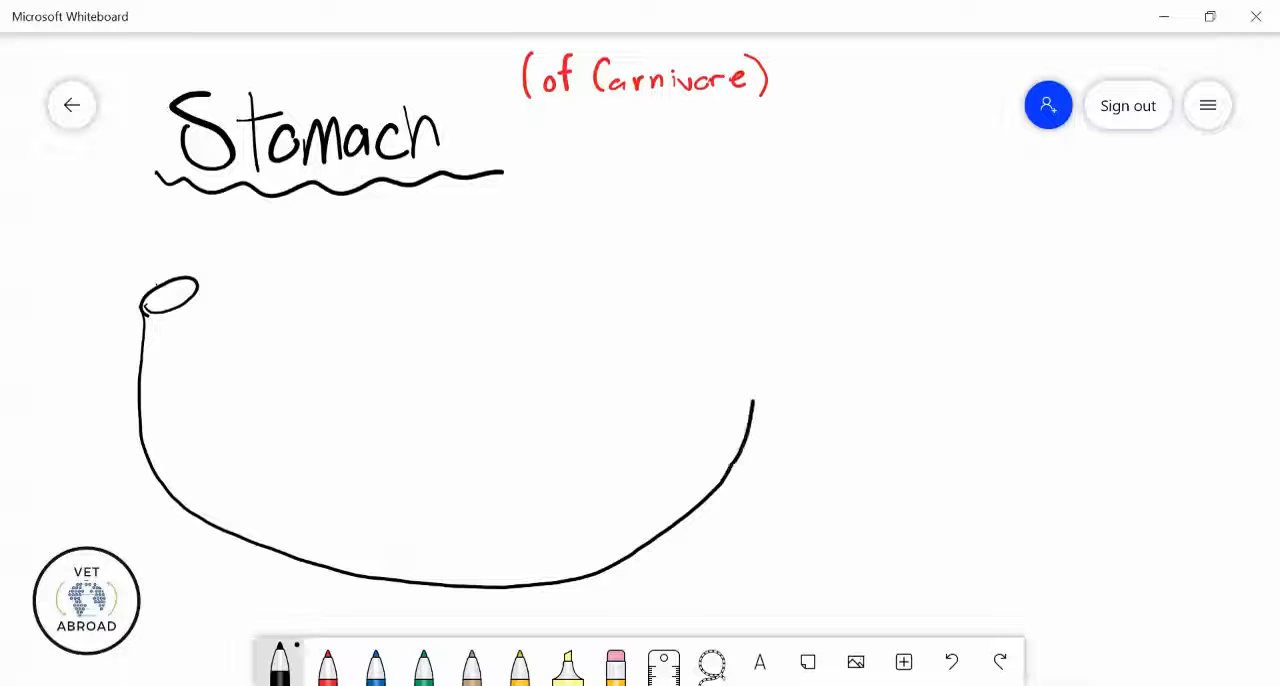 Microsoft Whiteboard
(of Carnivore)
Stomach
Sign out
VET
ABROAD